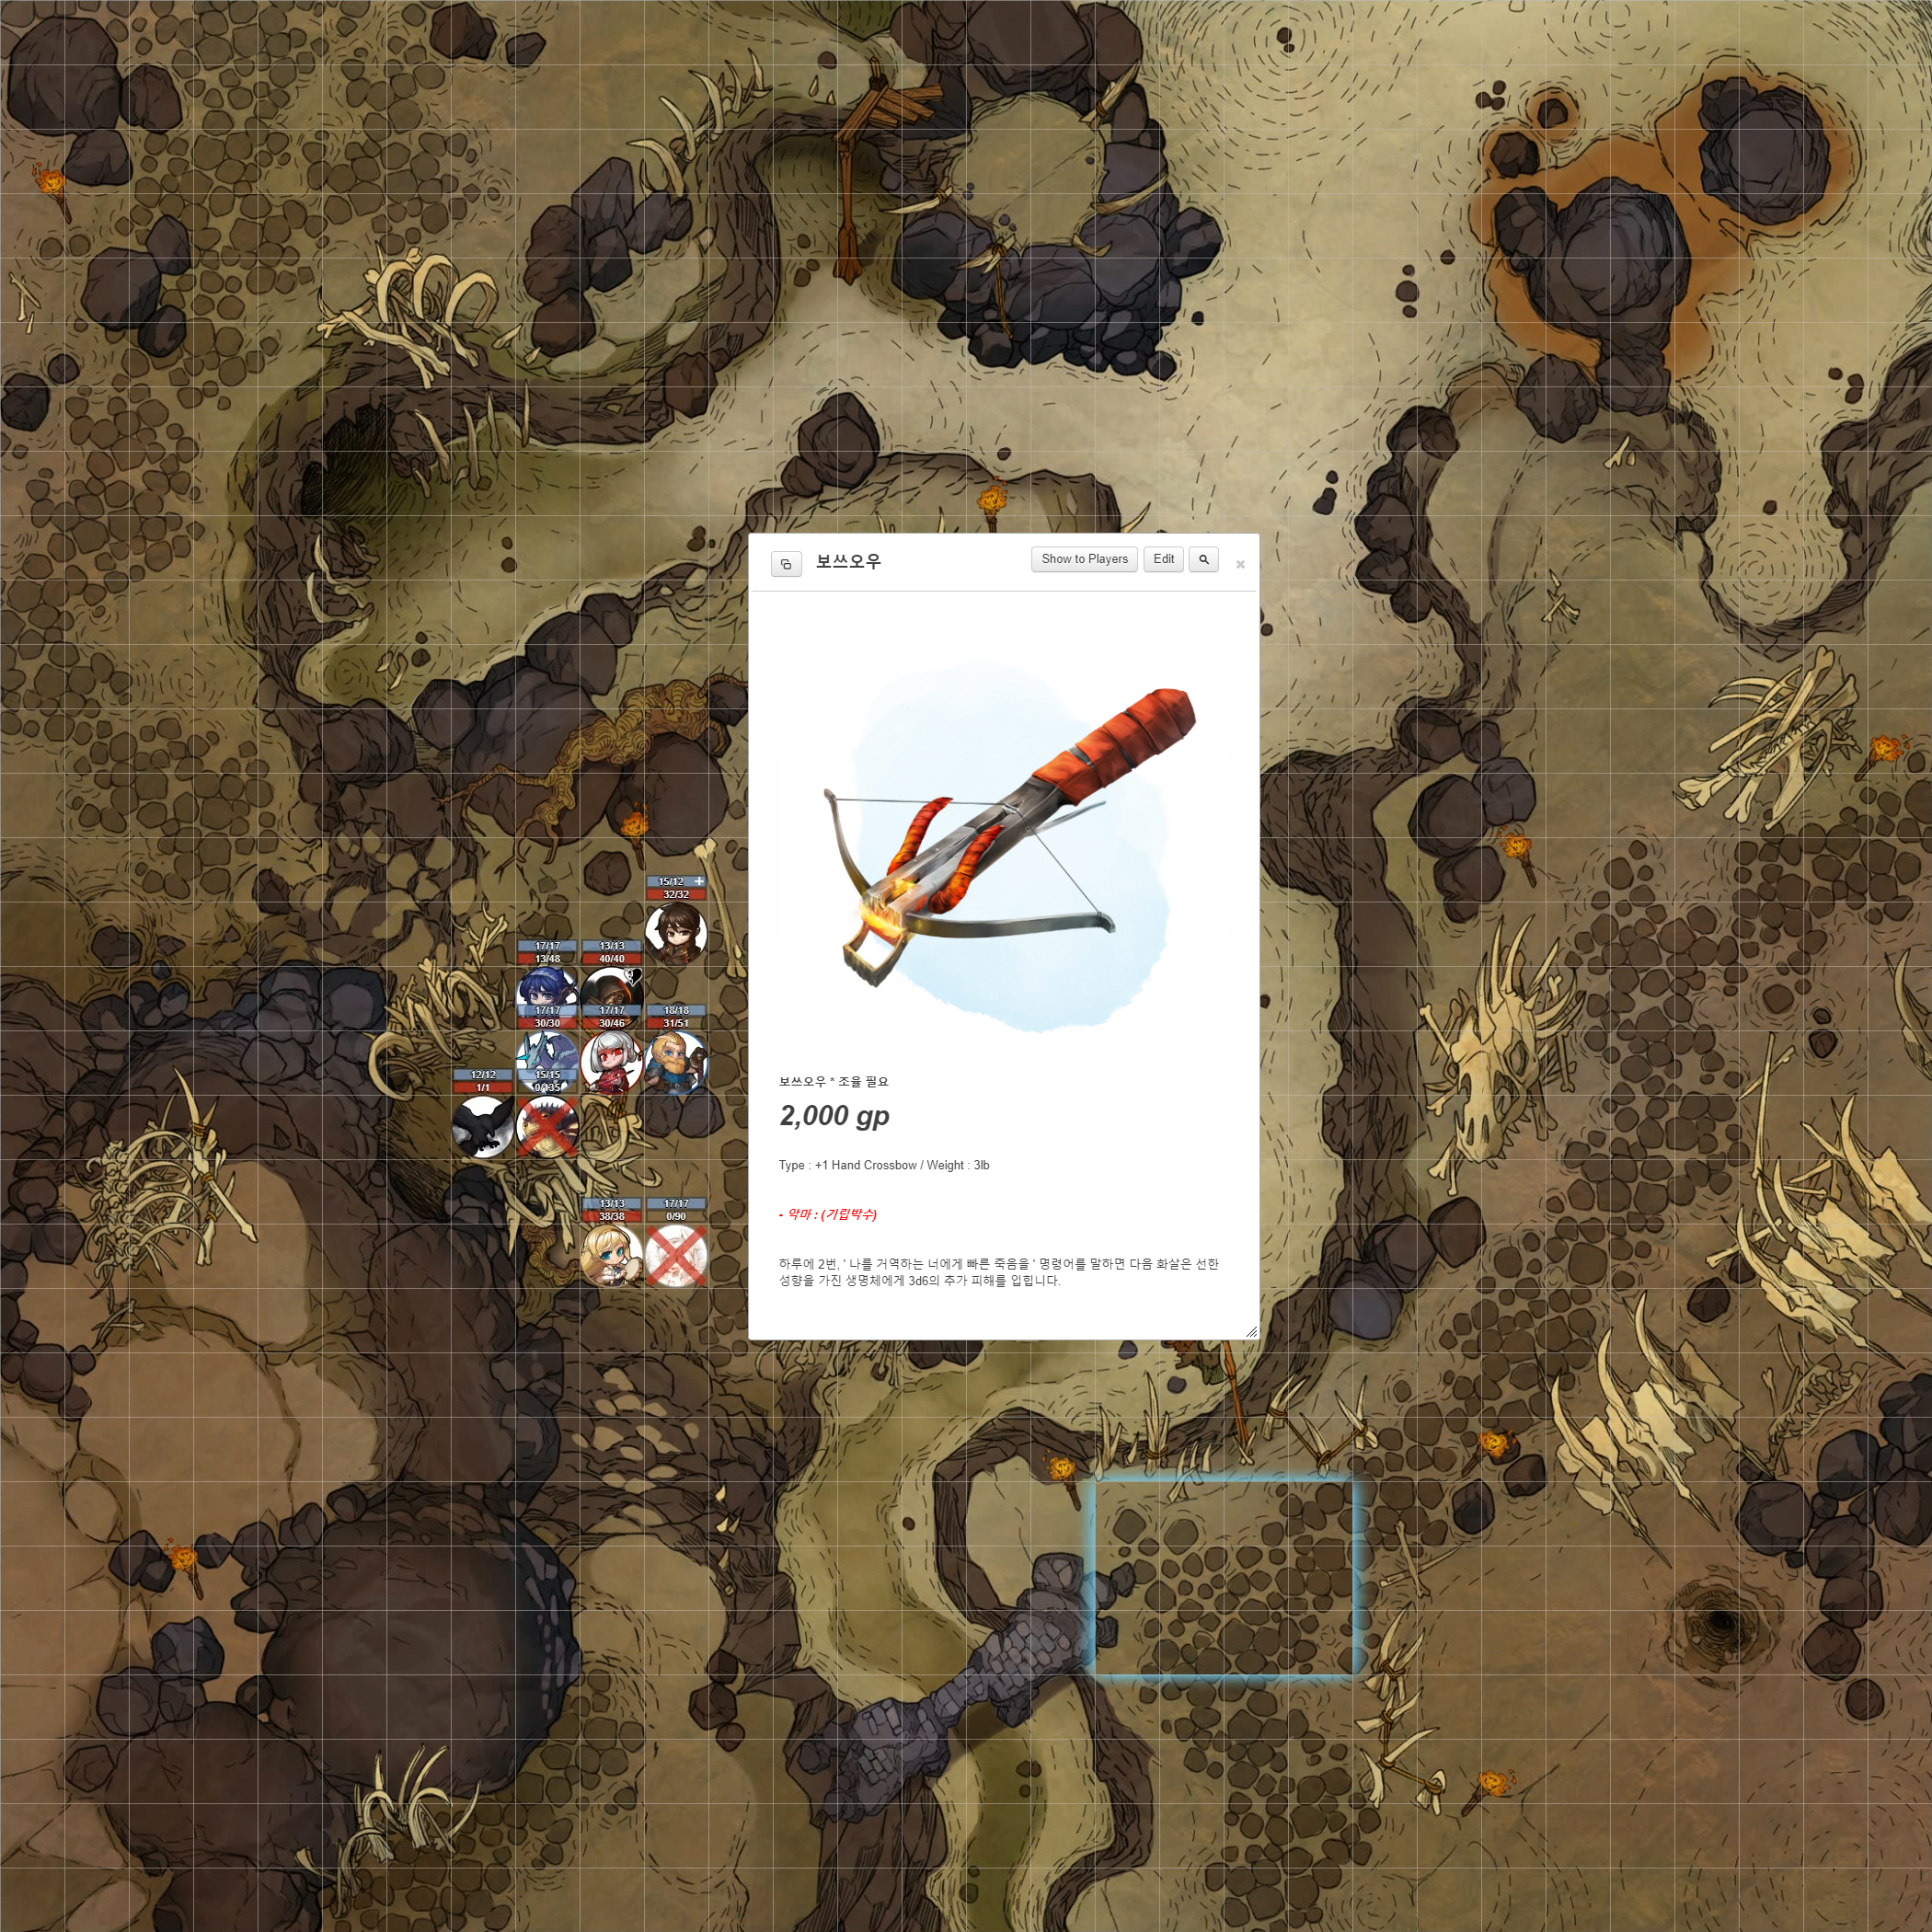 보쓰오우
Show to Players
Edit
보쓰오우 * 조율 필요
2,000 gp
Type : +1 Hand Crossbow / Weight : 3lb
- 악마 : (기립박수)
하루에 2번, ‘ 나를 거역하는 너에게 빠른 죽음을 ’ 명령어를 말하면 다음 화살은 선한
성향을 가진 생명체에게 3d6의 추가 피해를 입힙니다.
15/12
32/32
17/17
13/13
13/48
40/40
17/17
17/17
18/18
30/30
30/46
31/51
12/12
15/15
1/1
0/135
13/13
17/17
38/38
0/90